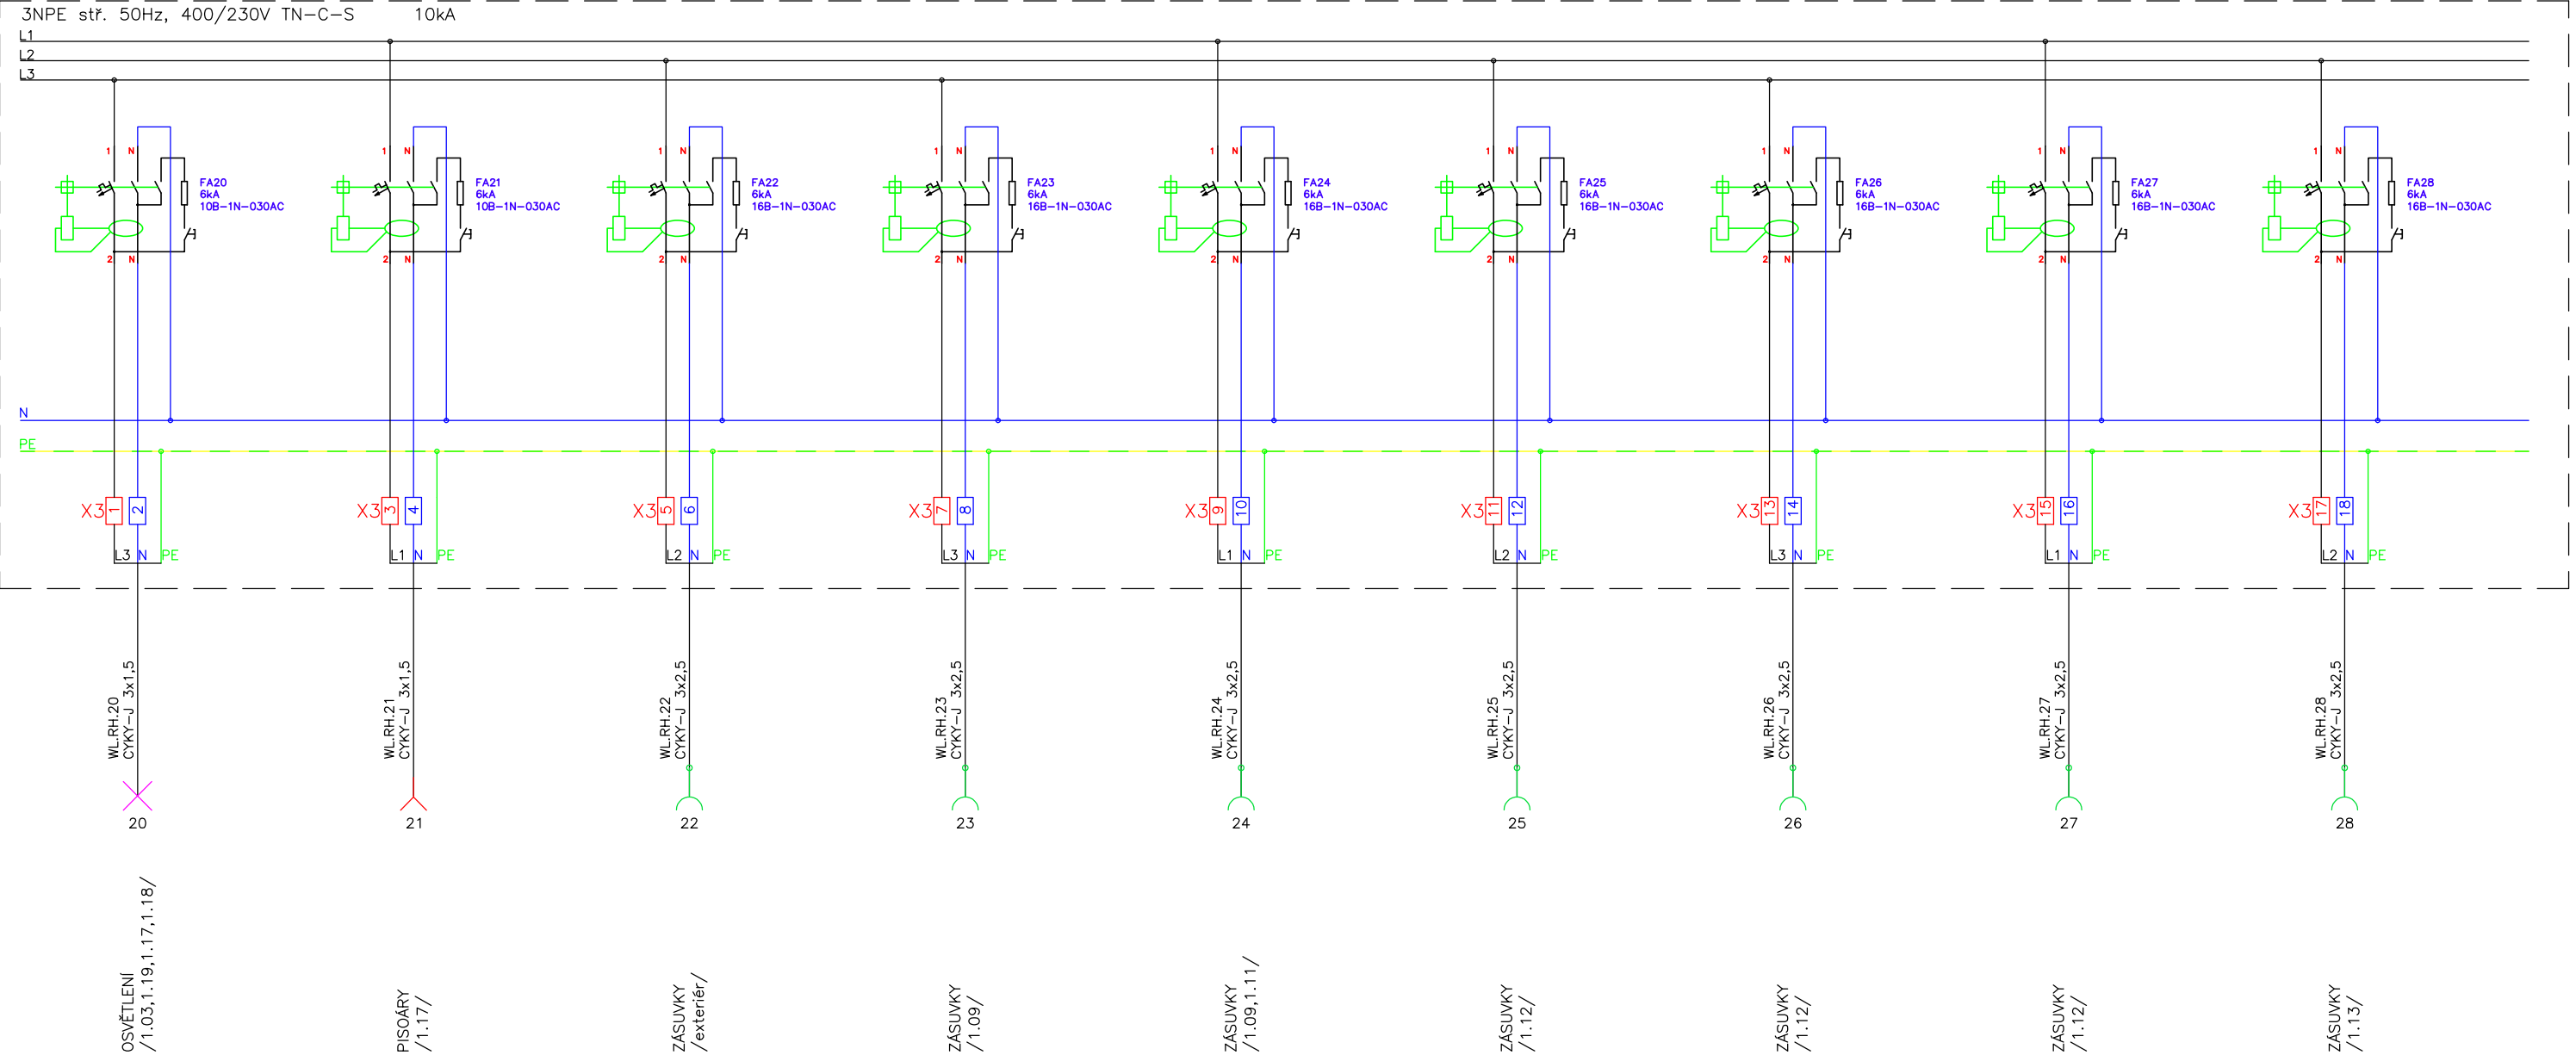 3NPE stř. 50Hz, 400/230V TN-C-S 10kA
L1
L2
L3
1 N 1 N 1 N 1 N 1 N 1 N 1 N 1 N 1 N
FA20
6kA
10B-1N-030AC
FA21
6kA
10B-1N-030AC
FA22
6kA
16B-1N-030AC
FA23
6kA
16B-1N-030AC
FA24
6kA
16B-1N-030AC
FA25
6kA
16B-1N-030AC
FA26
6kA
16B-1N-030AC
FA27
6kA
16B-1N-030AC
FA28
6kA
16B-1N-030AC
2 N 2 N 2 N 2 N 2 N 2 N 2 N 2 N 2 N
N
PE
X3 1 2 X3 3 4 X3 5 6 X3 7 8 X3 9 10 X3 11 12 X3 13 14 X3 15 16 X3 17 18
L3 N PE L1 N PE L2 N PE L3 N PE L1 N PE L2 N PE L3 N PE L1 N PE L2 N PE
WL.RH.20
CYKY-J 3x1,5
WL.RH.21
CYKY-J 3x1,5
WL.RH.22
CYKY-J 3x2,5
WL.RH.23
CYKY-J 3x2,5
WL.RH.24
CYKY-J 3x2,5
WL.RH.25
CYKY-J 3x2,5
WL.RH.26
CYKY-J 3x2,5
WL.RH.27
CYKY-J 3x2,5
WL.RH.28
CYKY-J 3x2,5
20 21 22 23 24 25 26 27 28
OSVĚTLENÍ
/1.03,1.19,1.17,1.18/
PISOÁRY
/1.17/
ZÁSUVKY
/exteriér/
ZÁSUVKY
/1.09/
ZÁSUVKY
/1.09,1.11/
ZÁSUVKY
/1.12/
ZÁSUVKY
/1.12/
ZÁSUVKY
/1.12/
ZÁSUVKY
/1.13/